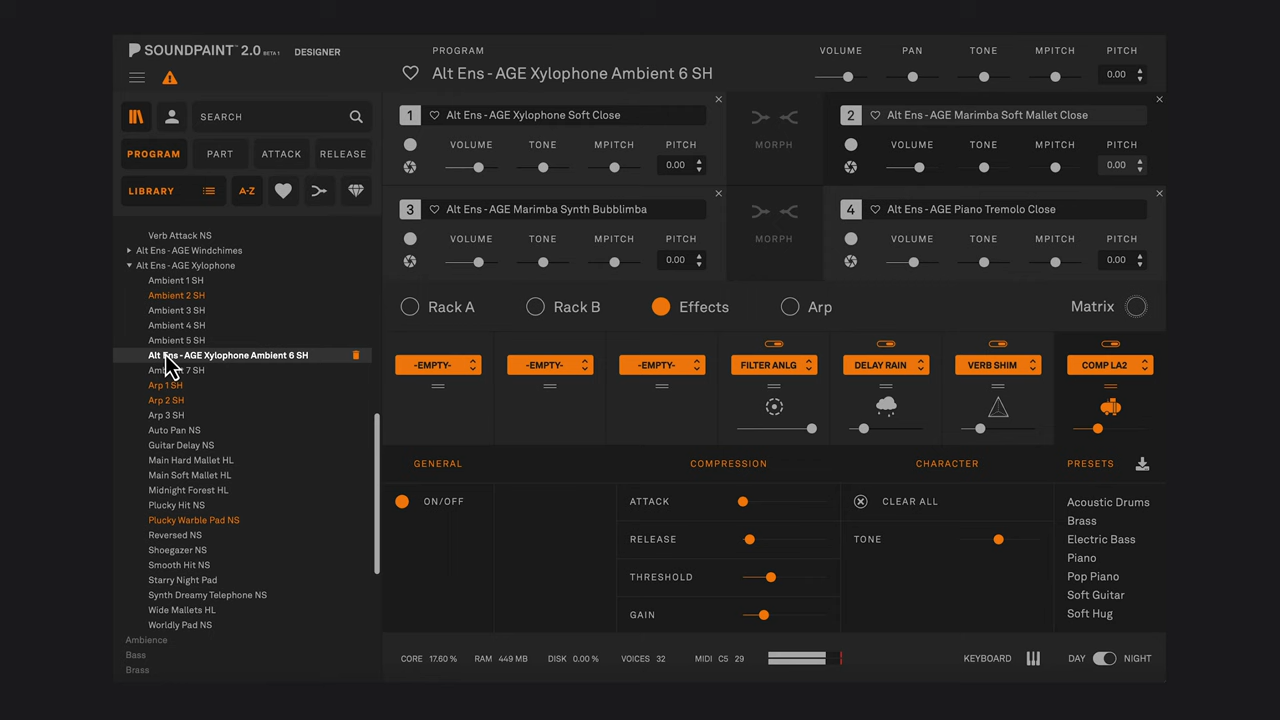 SOUNDPAINT™ 2.0 BETA 1 DESIGNER
PROGRAM
Alt Ens - AGE Xylophone Ambient 6 SH
VOLUME PAN TONE MPITCH PITCH
0.00
SEARCH
PROGRAM PART ATTACK RELEASE
LIBRARY A-Z
Verb Attack NS
Alt Ens - AGE Windchimes
Alt Ens - AGE Xylophone
Ambient 1 SH
Ambient 2 SH
Ambient 3 SH
Ambient 4 SH
Ambient 5 SH
Alt Ens - AGE Xylophone Ambient 6 SH
Ambient 7 SH
Arp 1 SH
Arp 2 SH
Arp 3 SH
Auto Pan NS
Guitar Delay NS
Main Hard Mallet HL
Main Soft Mallet HL
Midnight Forest HL
Plucky Hit NS
Plucky Warble Pad NS
Reversed NS
Shoegazer NS
Smooth Hit NS
Starry Night Pad
Synth Dreamy Telephone NS
Wide Mallets HL
Worldly Pad NS
Ambience
Bass
Brass
1 Alt Ens - AGE Xylophone Soft Close
VOLUME TONE MPITCH PITCH
0.00
MORPH
2 Alt Ens - AGE Marimba Soft Mallet Close
VOLUME TONE MPITCH PITCH
0.00
3 Alt Ens - AGE Marimba Synth Bubblimba
VOLUME TONE MPITCH PITCH
0.00
MORPH
4 Alt Ens - AGE Piano Tremolo Close
VOLUME TONE MPITCH PITCH
0.00
Rack A Rack B Effects Arp Matrix
-EMPTY- -EMPTY- -EMPTY- FILTER ANLG DELAY RAIN VERB SHIM COMP LA2
GENERAL COMPRESSION CHARACTER PRESETS
ON/OFF
ATTACK
RELEASE
THRESHOLD
GAIN
CLEAR ALL
TONE
Acoustic Drums
Brass
Electric Bass
Piano
Pop Piano
Soft Guitar
Soft Hug
CORE 17.60 % RAM 449 MB DISK 0.00 % VOICES 32 MIDI C5 29 KEYBOARD DAY NIGHT